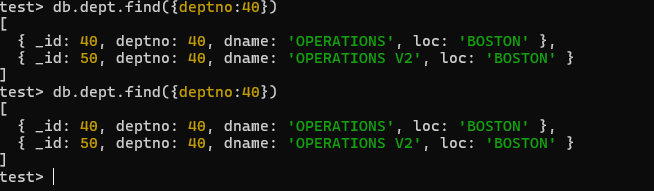 test> db.dept.find({deptno:40})
[
  { _id: 40, deptno: 40, dname: 'OPERATIONS', loc: 'BOSTON' },
  { _id: 50, deptno: 40, dname: 'OPERATIONS V2', loc: 'BOSTON' }
]
test> db.dept.find({deptno:40})
[
  { _id: 40, deptno: 40, dname: 'OPERATIONS', loc: 'BOSTON' },
  { _id: 50, deptno: 40, dname: 'OPERATIONS V2', loc: 'BOSTON' }
]
test>